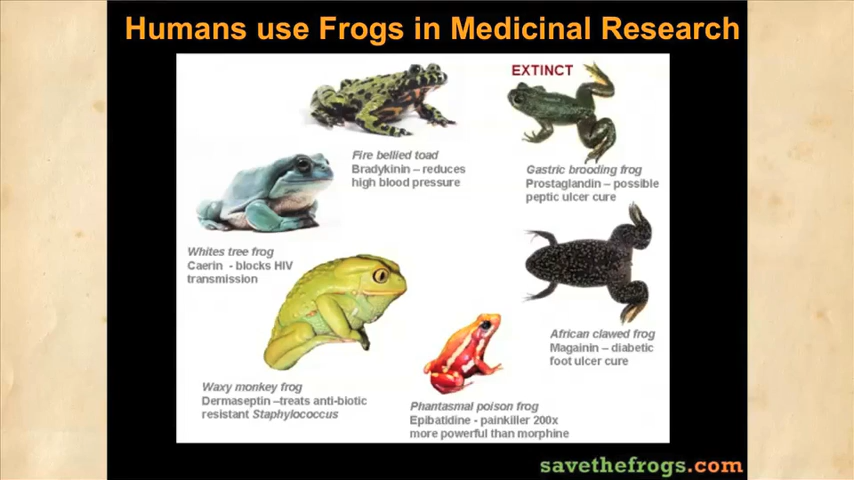 Humans use Frogs in Medicinal Research
EXTINCT
Fire bellied toad
Bradykinin – reduces
high blood pressure
Gastric brooding frog
Prostaglandin – possible
peptic ulcer cure
Whites tree frog
Caerin - blocks HIV
transmission
African clawed frog
Magainin – diabetic
foot ulcer cure
Waxy monkey frog
Dermaseptin –treats anti-biotic
resistant Staphylococcus
Phantasmal poison frog
Epibatidine - painkiller 200x
more powerful than morphine
savethefrogs.com